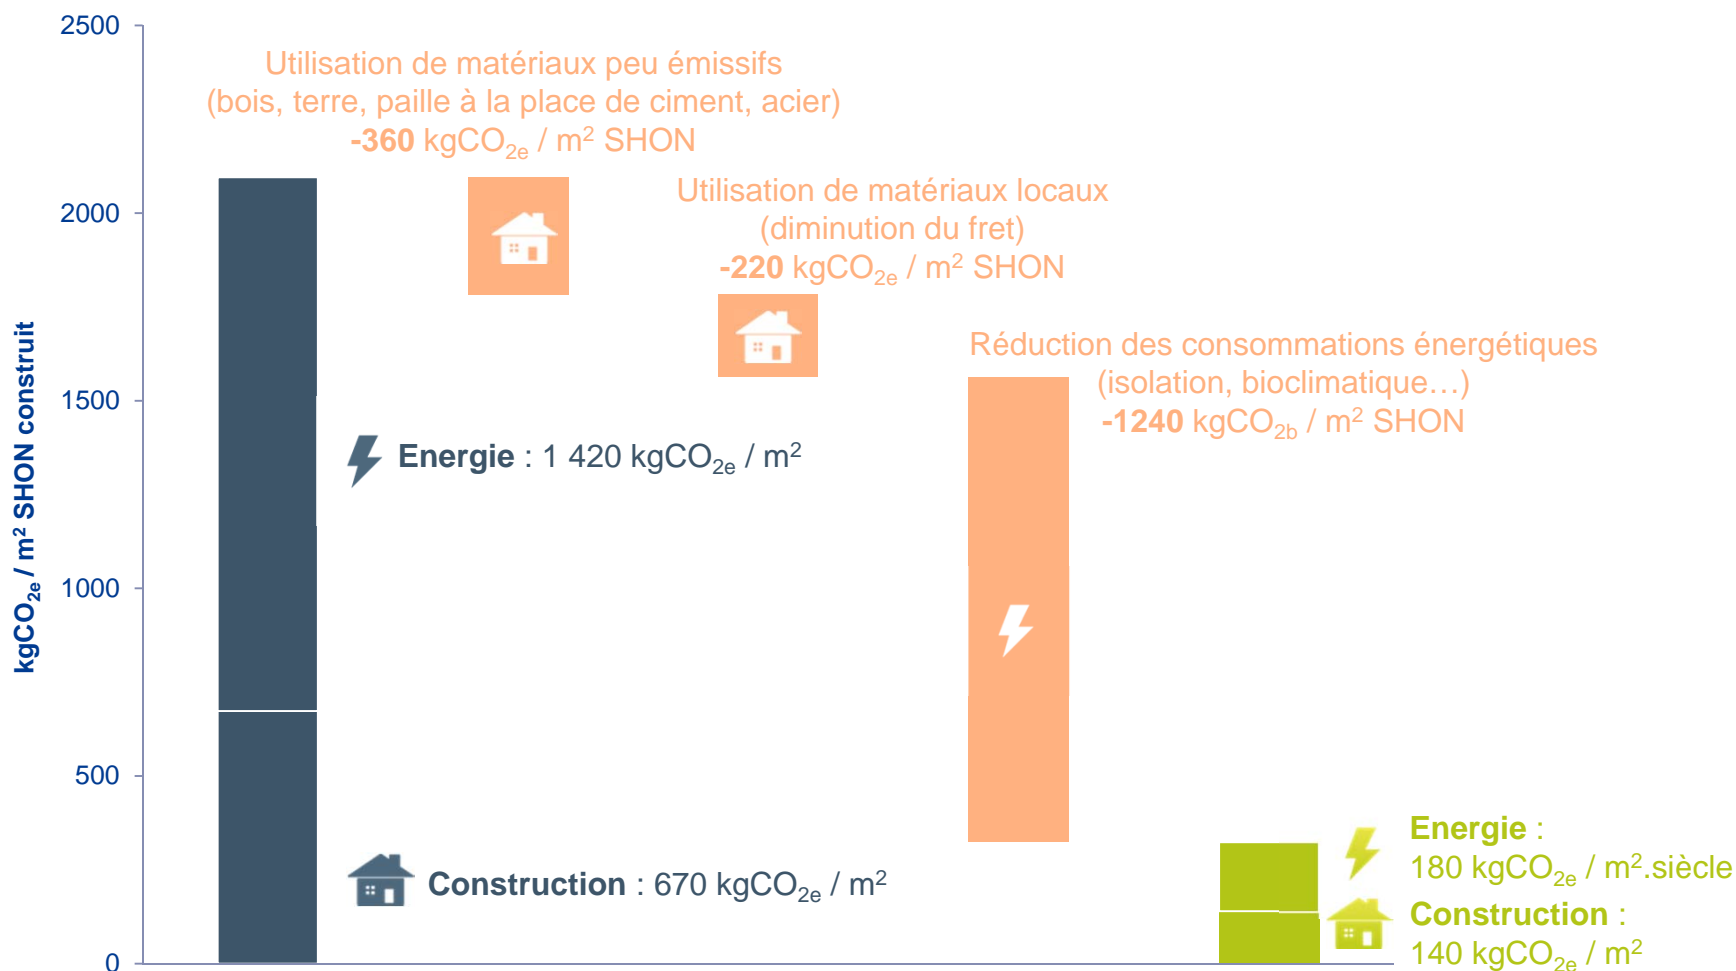 2500
2000
1500
1000
500
0
kgCO2e / m² SHON construit
Utilisation de matériaux peu émissifs
(bois, terre, paille à la place de ciment, acier)
-360 kgCO2e / m² SHON
Utilisation de matériaux locaux
(diminution du fret)
-220 kgCO2e / m² SHON
Réduction des consommations énergétiques
(isolation, bioclimatique…)
-1240 kgCO2b / m² SHON
Energie : 1 420 kgCO2e / m²
Construction : 670 kgCO2e / m²
Energie :
180 kgCO2e / m².siècle
Construction :
140 kgCO2e / m²